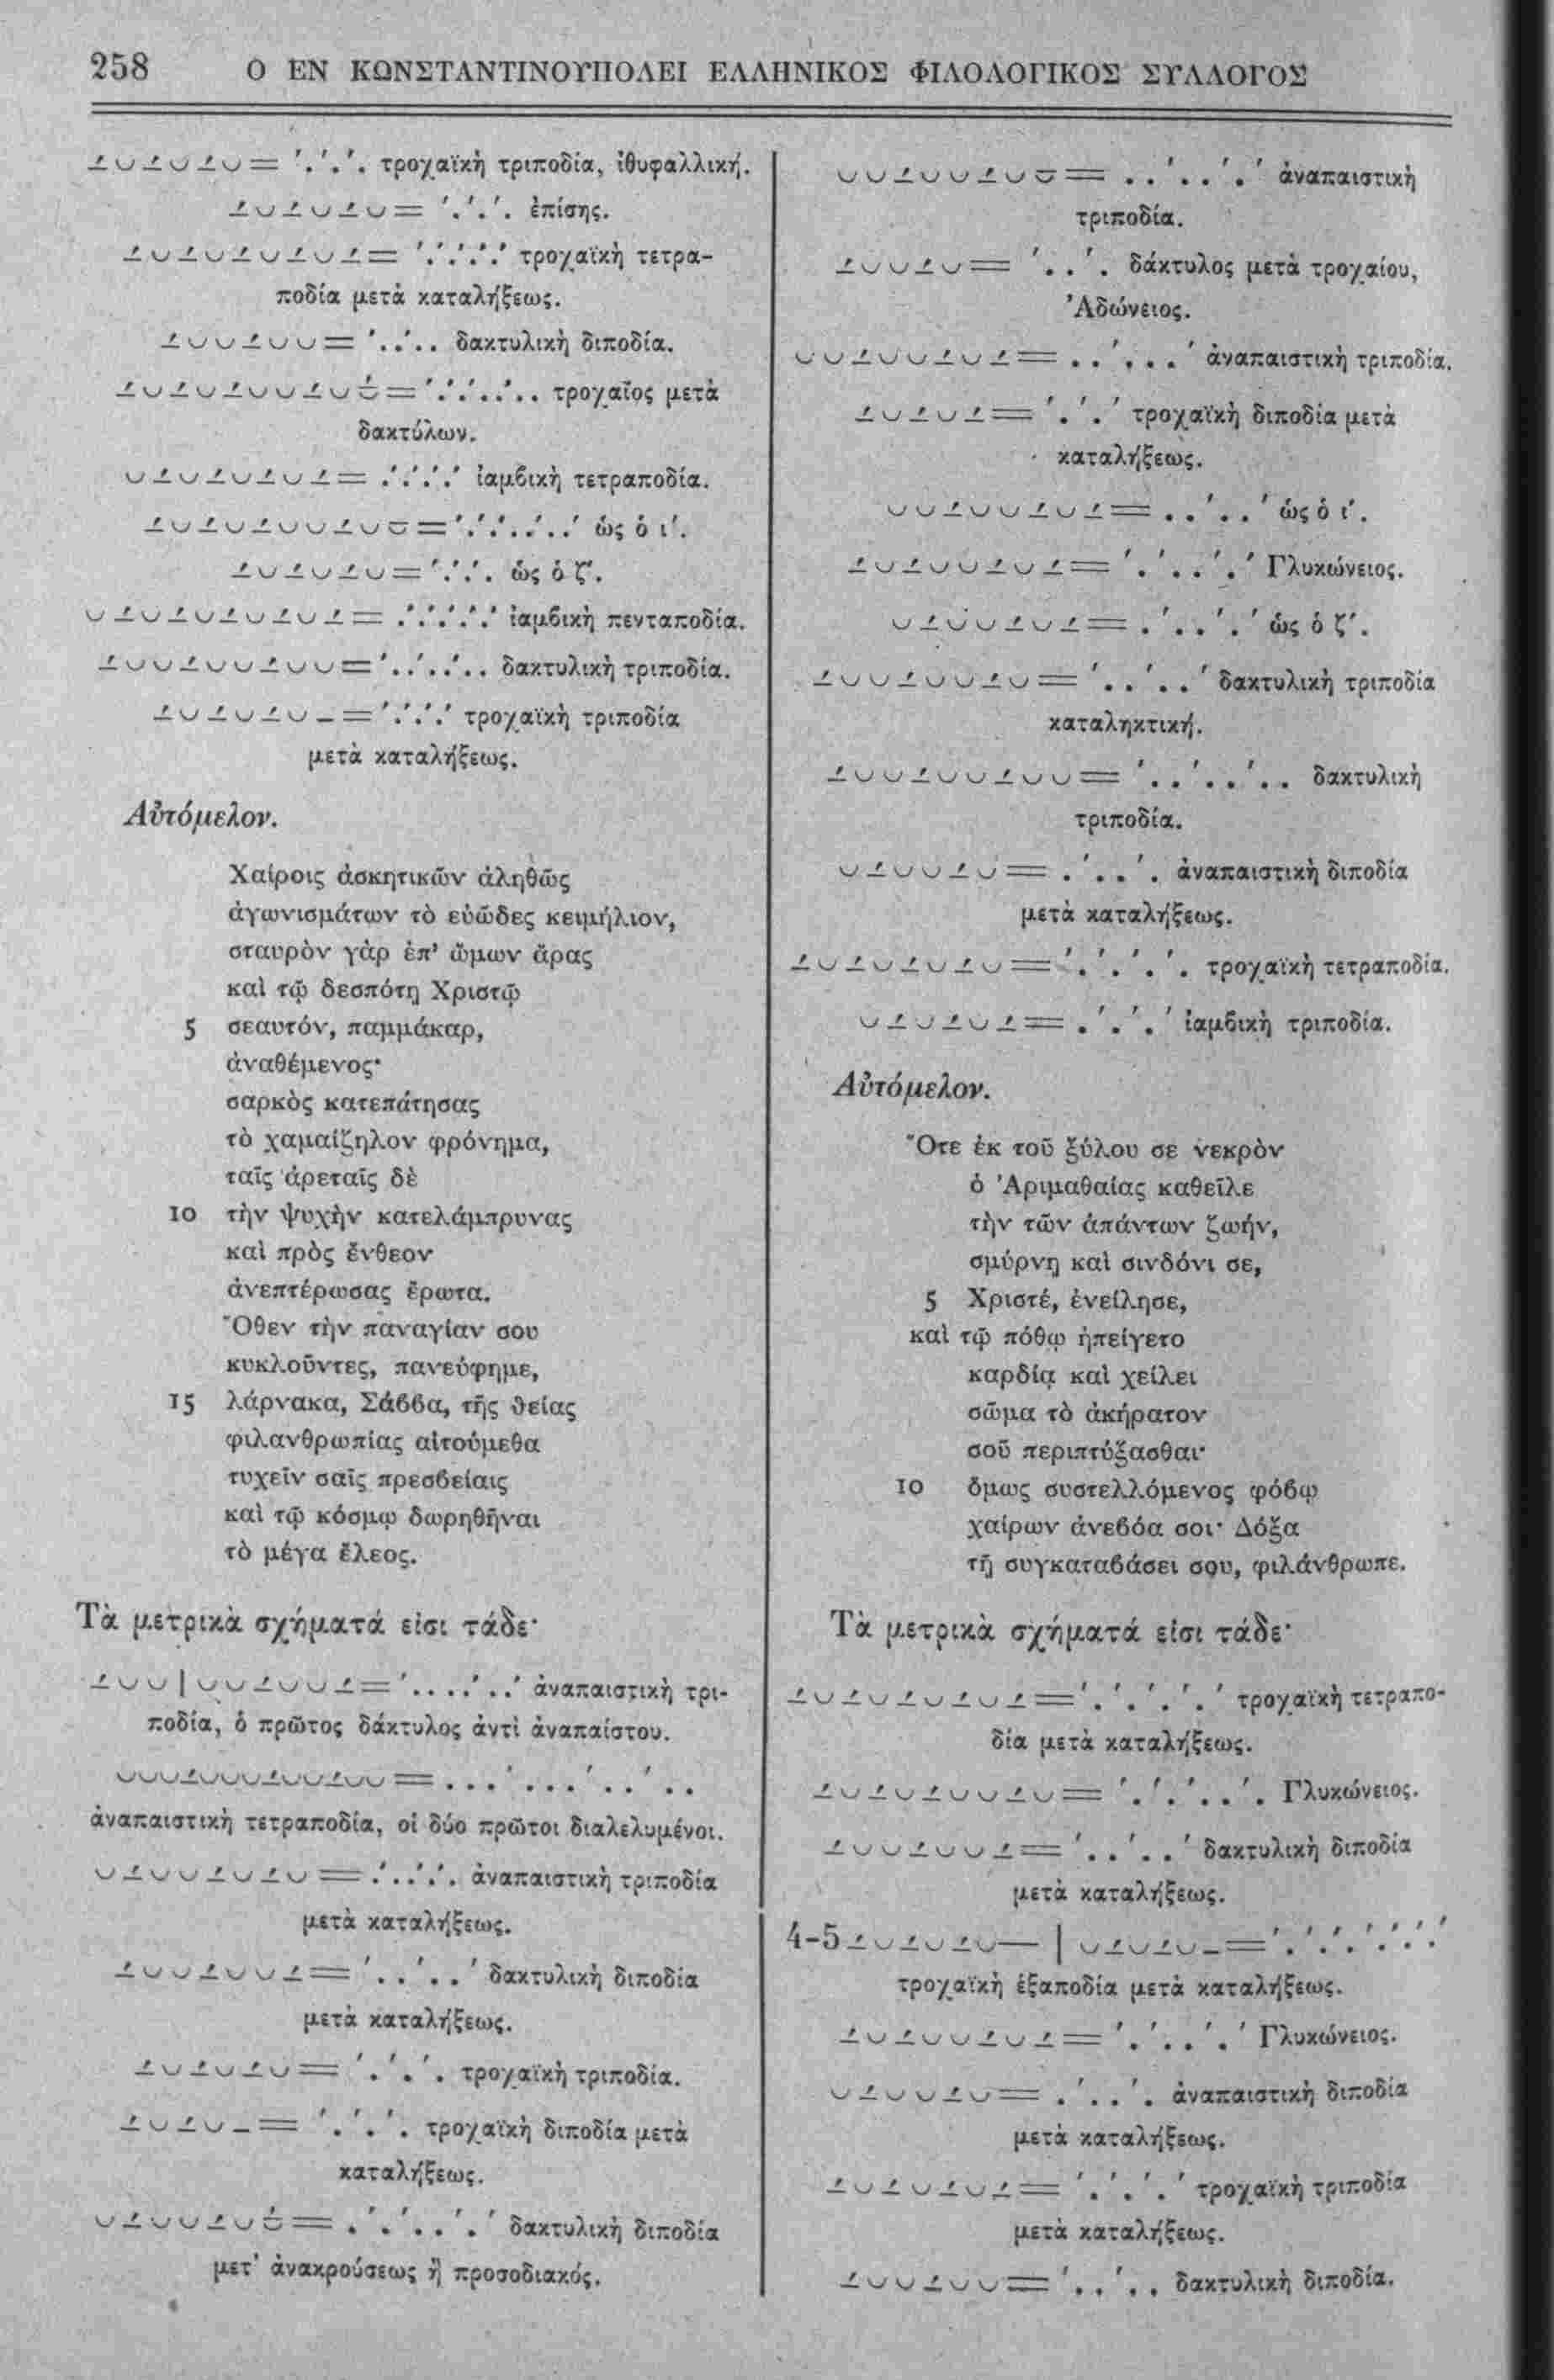 258 Ο ΕΝ ΚΩΝΣΤΑΝΤΙΝΟΥΠΟΛΕΙ ΕΛΛΗΝΙΚΟΣ ΦΙΛΟΛΟΓΙΚΟΣ ΣΥΛΛΟΓΟΣ
τροχαϊκὴ τριποδία, ἰθυφαλλική.
ἐπίσης.
τροχαϊκὴ τετρα-
ποδία μετὰ καταλήξεως.
δακτυλικὴ διποδία.
τροχαῖος μετὰ
δακτύλων.
ἰαμβικὴ τετραποδία.
ὡς ὁ ι΄.
ὡς ὁ ζ΄.
ἰαμβικὴ πενταποδία.
δακτυλικὴ τριποδία.
τροχαϊκὴ τριποδία
μετὰ καταλήξεως.
Αὐτόμελον.
Χαίροις ἀσκητικῶν ἀληθῶς
ἀγωνισμάτων τὸ εὐῶδες κειμήλιον,
σταυρὸν γὰρ ἐπ' ὤμων ἄρας
καὶ τῷ δεσπότῃ Χριστῷ
5 σεαυτόν, παμμάκαρ,
ἀναθέμενος·
σαρκὸς κατεπάτησας
τὸ χαμαίζηλον φρόνημα,
ταῖς ἀρεταῖς δὲ
10 τὴν ψυχὴν κατελάμπρυνας
καὶ πρὸς ἔνθεον
ἀνεπτέρωσας ἔρωτα.
Ὅθεν τὴν παναγίαν σου
κυκλοῦντες, πανεύφημε,
15 λάρνακα, Σάββα, τῆς θείας
φιλανθρωπίας αἰτούμεθα
τυχεῖν σαῖς πρεσβείαις
καὶ τῷ κόσμῳ δωρηθῆναι
τὸ μέγα ἔλεος.
Τὰ μετρικὰ σχήματά εἰσι τάδε·
ἀναπαιστικὴ τρι-
ποδία, ὁ πρῶτος δάκτυλος ἀντὶ ἀναπαίστου.
ἀναπαιστικὴ τετραποδία, οἱ δύο πρῶτοι διαλελυμένοι.
ἀναπαιστικὴ τριποδία
μετὰ καταλήξεως.
δακτυλικὴ διποδία
μετὰ καταλήξεως.
τροχαϊκὴ τριποδία.
τροχαϊκὴ διποδία μετὰ
καταλήξεως.
δακτυλικὴ διποδία
μετ' ἀνακρούσεως ἢ προσοδιακός.
ἀναπαιστικὴ
τριποδία.
δάκτυλος μετὰ τροχαίου,
Ἀδώνειος.
ἀναπαιστικὴ τριποδία.
τροχαϊκὴ διποδία μετὰ
καταλήξεως.
ὡς ὁ ι΄.
Γλυκώνειος.
ὡς ὁ ζ΄.
δακτυλικὴ τριποδία
καταληκτική.
δακτυλικὴ
τριποδία.
ἀναπαιστικὴ διποδία
μετὰ καταλήξεως.
τροχαϊκὴ τετραποδία.
ἰαμβικὴ τριποδία.
Αὐτόμελον.
Ὅτε ἐκ τοῦ ξύλου σε νεκρὸν
ὁ Ἀριμαθαίας καθεῖλε
τὴν τῶν ἁπάντων ζωήν,
σμύρνῃ καὶ σινδόνι σε,
5 Χριστέ, ἐνείλησε,
καὶ τῷ πόθῳ ἠπείγετο
καρδίᾳ καὶ χείλει
σῶμα τὸ ἀκήρατον
σοῦ περιπτύξασθαι·
10 ὅμως συστελλόμενος φόβῳ
χαίρων ἀνεβόα σοι· Δόξα
τῇ συγκαταβάσει σου, φιλάνθρωπε.
Τὰ μετρικὰ σχήματά εἰσι τάδε·
τροχαϊκὴ τετραπο-
δία μετὰ καταλήξεως.
Γλυκώνειος.
δακτυλικὴ διποδία
μετὰ καταλήξεως.
4-5
τροχαϊκὴ ἑξαποδία μετὰ καταλήξεως.
Γλυκώνειος.
ἀναπαιστικὴ διποδία
μετὰ καταλήξεως.
τροχαϊκὴ τριποδία
μετὰ καταλήξεως.
δακτυλικὴ διποδία.